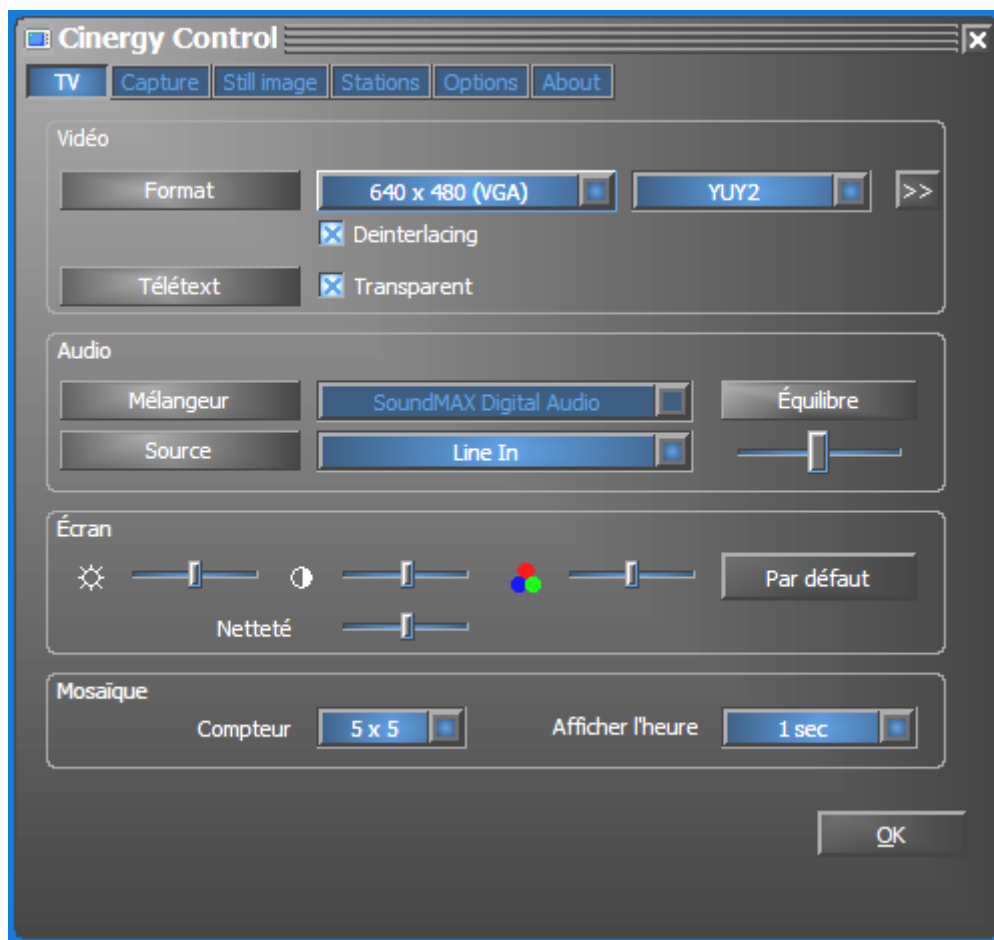 Cinergy Control
TV Capture Still image Stations Options About
Vidéo
Format 640 x 480 (VGA) YUY2 >>
Deinterlacing
Télétext Transparent
Audio
Mélangeur SoundMAX Digital Audio Équilibre
Source Line In
Écran
Par défaut
Netteté
Mosaïque
Compteur 5 x 5 Afficher l'heure 1 sec
OK